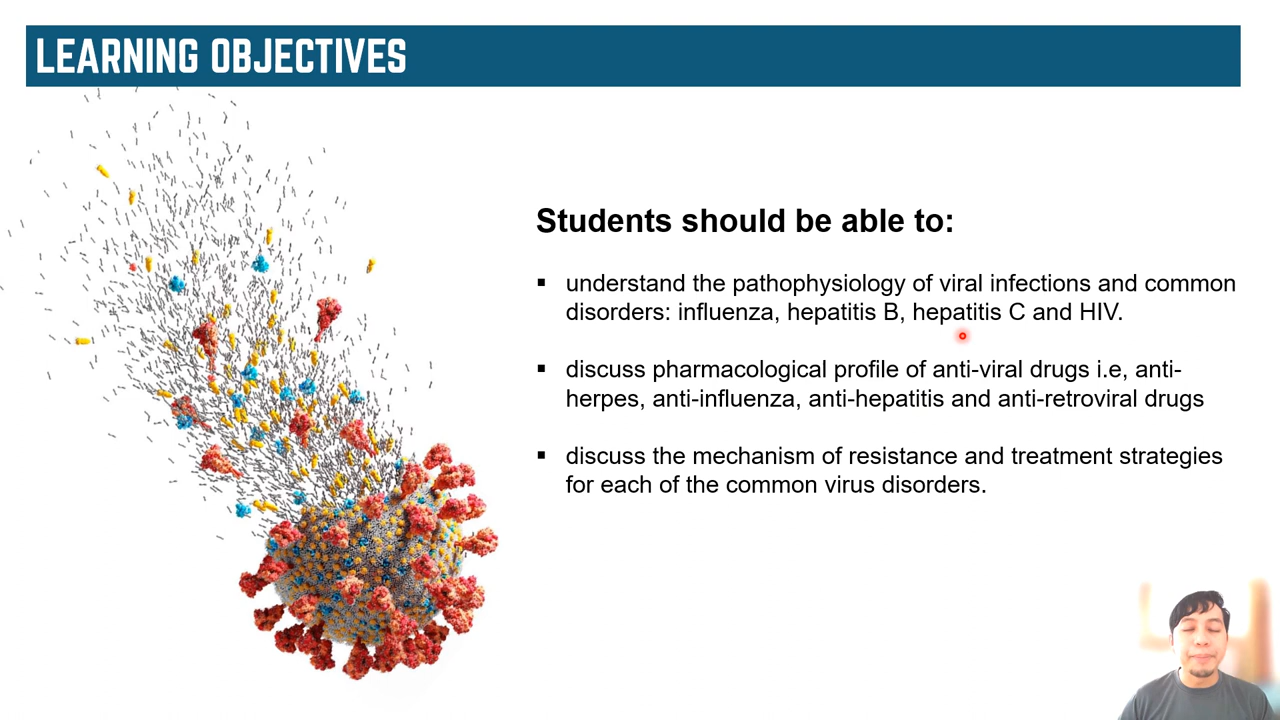 LEARNING OBJECTIVES
Students should be able to:
▪ understand the pathophysiology of viral infections and common
disorders: influenza, hepatitis B, hepatitis C and HIV.
▪ discuss pharmacological profile of anti-viral drugs i.e, anti-
herpes, anti-influenza, anti-hepatitis and anti-retroviral drugs
▪ discuss the mechanism of resistance and treatment strategies
for each of the common virus disorders.